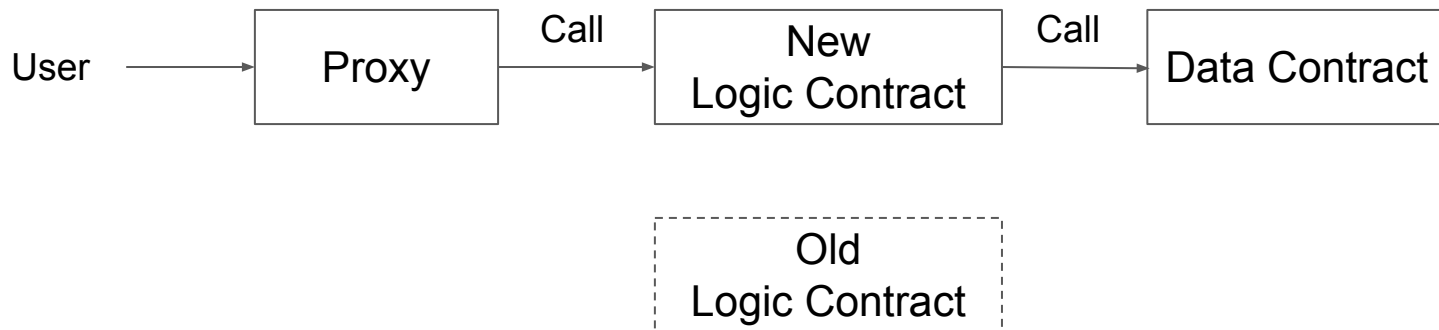 User
Proxy
Call
New
Logic Contract
Call
Data Contract
Old
Logic Contract